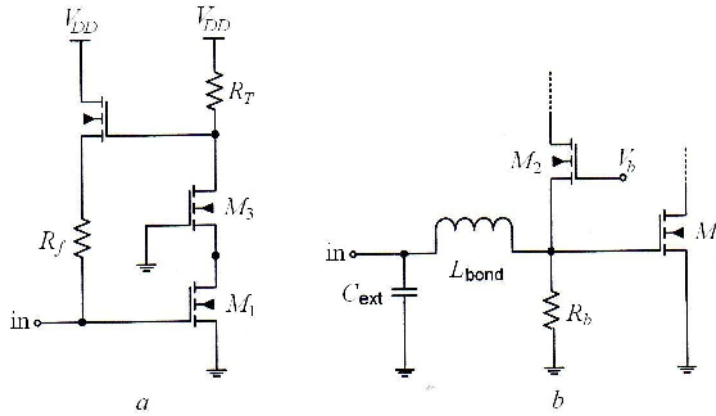 V_DD V_DD
R_T
M_2 V_b
M_3 M
R_f
in L_bond
C_ext
M_1 R_b
in
a b